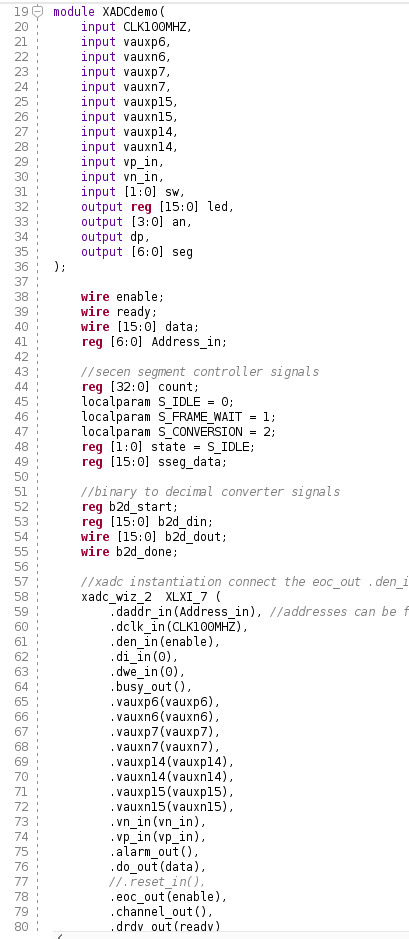 19 module XADCdemo(
20 input CLK100MHZ,
21 input vauxp6,
22 input vauxn6,
23 input vauxp7,
24 input vauxn7,
25 input vauxp15,
26 input vauxn15,
27 input vauxp14,
28 input vauxn14,
29 input vp_in,
30 input vn_in,
31 input [1:0] sw,
32 output reg [15:0] led,
33 output [3:0] an,
34 output dp,
35 output [6:0] seg
36 );
37
38 wire enable;
39 wire ready;
40 wire [15:0] data;
41 reg [6:0] Address_in;
42
43 //secen segment controller signals
44 reg [32:0] count;
45 localparam S_IDLE = 0;
46 localparam S_FRAME_WAIT = 1;
47 localparam S_CONVERSION = 2;
48 reg [1:0] state = S_IDLE;
49 reg [15:0] sseg_data;
50
51 //binary to decimal converter signals
52 reg b2d_start;
53 reg [15:0] b2d_din;
54 wire [15:0] b2d_dout;
55 wire b2d_done;
56
57 //xadc instantiation connect the eoc_out .den_i
58 xadc_wiz_2 XLXI_7 (
59 .daddr_in(Address_in), //addresses can be f
60 .dclk_in(CLK100MHZ),
61 .den_in(enable),
62 .di_in(0),
63 .dwe_in(0),
64 .busy_out(),
65 .vauxp6(vauxp6),
66 .vauxn6(vauxn6),
67 .vauxp7(vauxp7),
68 .vauxn7(vauxn7),
69 .vauxp14(vauxp14),
70 .vauxn14(vauxn14),
71 .vauxp15(vauxp15),
72 .vauxn15(vauxn15),
73 .vn_in(vn_in),
74 .vp_in(vp_in),
75 .alarm_out(),
76 .do_out(data),
77 //.reset_in(),
78 .eoc_out(enable),
79 .channel_out(),
80 .drdy_out(ready)